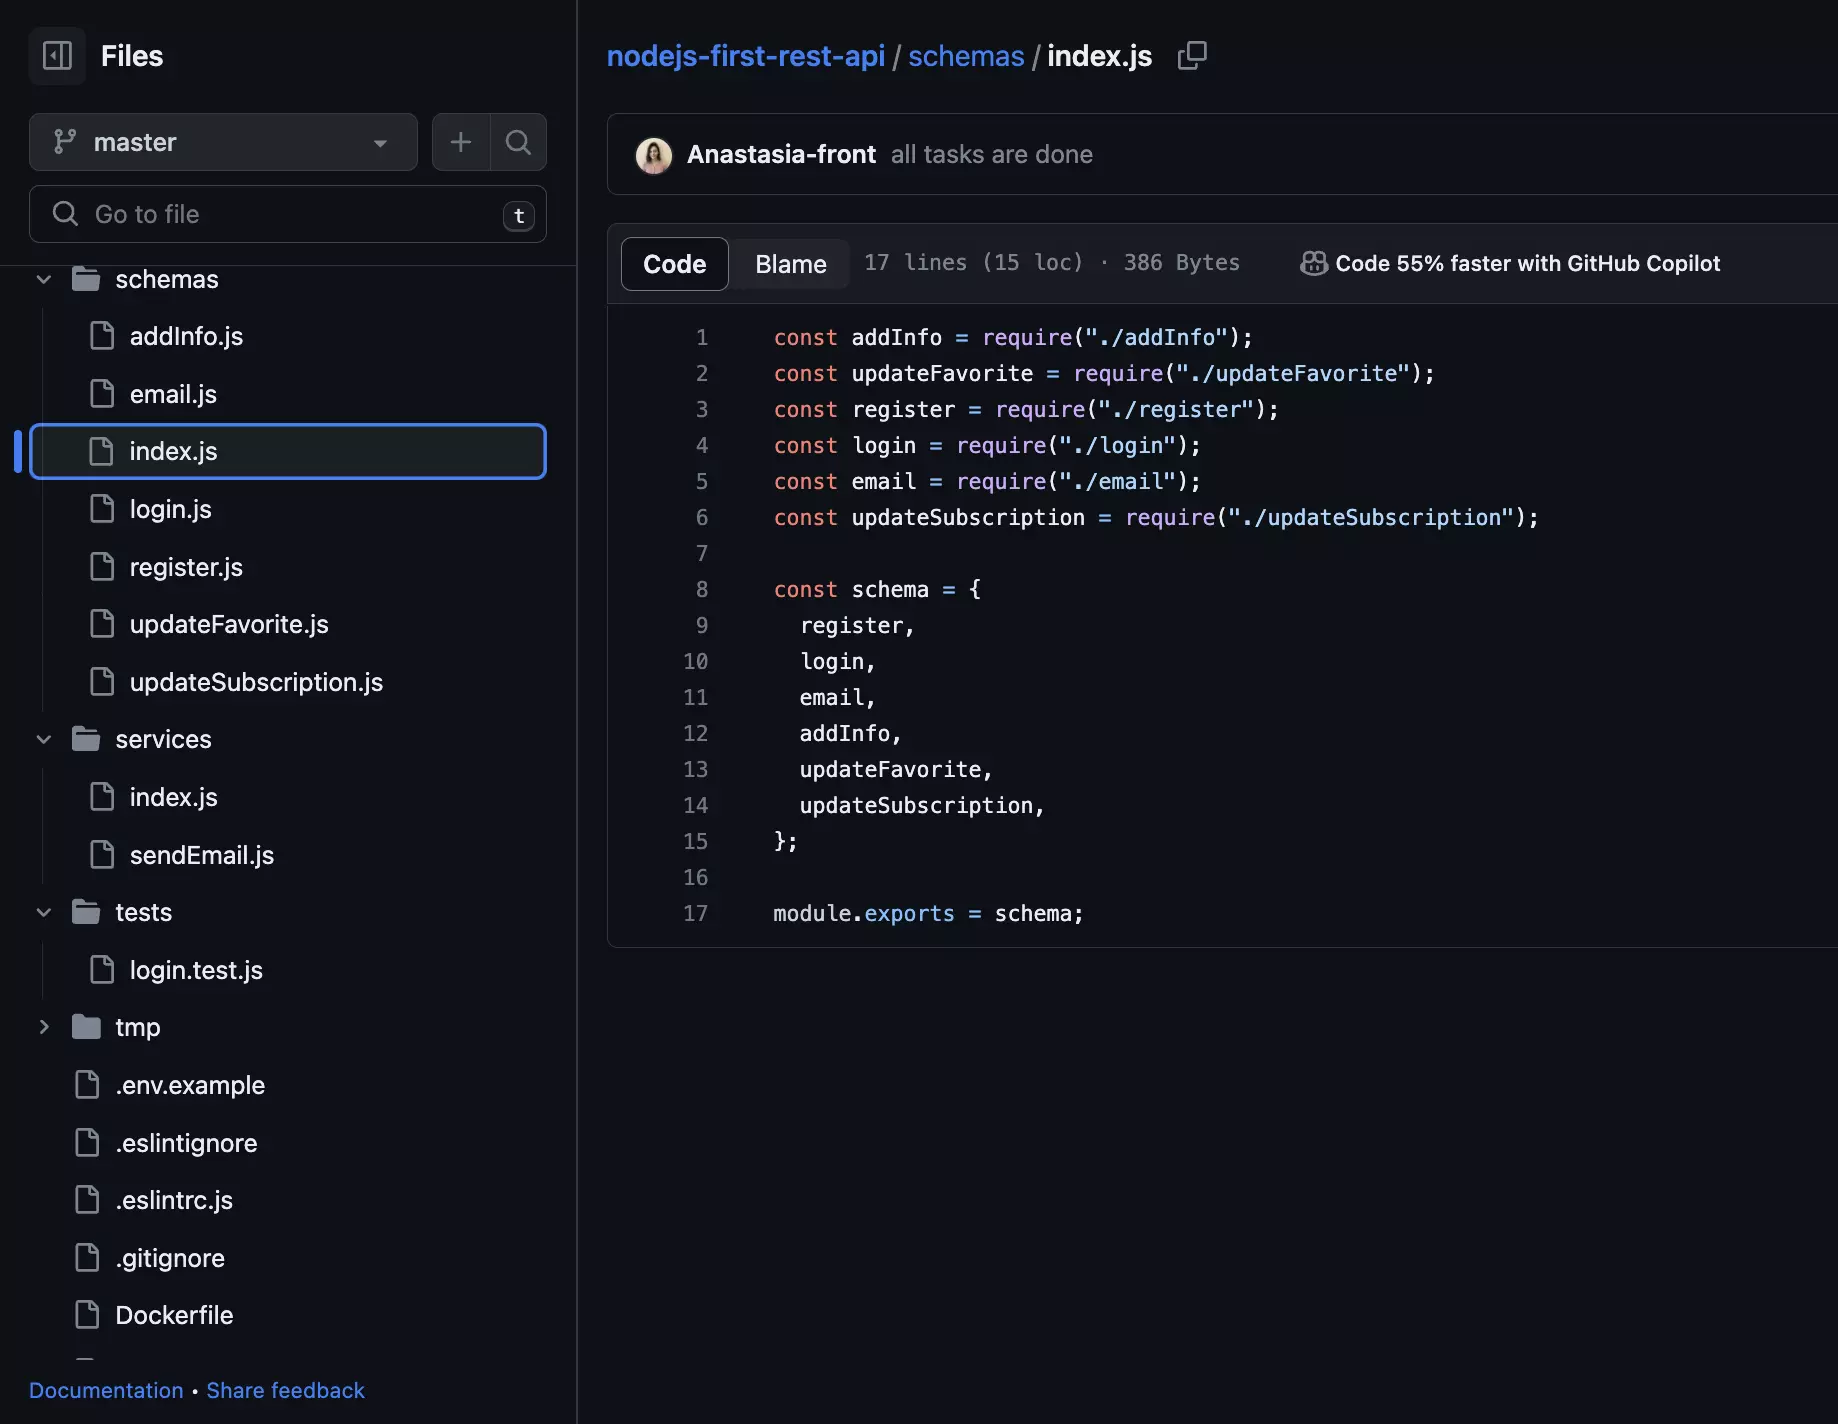 Files
master
Go to file t
schemas
addInfo.js
email.js
index.js
login.js
register.js
updateFavorite.js
updateSubscription.js
services
index.js
sendEmail.js
tests
login.test.js
tmp
.env.example
.eslintignore
.eslintrc.js
.gitignore
Dockerfile
Documentation • Share feedback
nodejs-first-rest-api / schemas / index.js
Anastasia-front all tasks are done
Code Blame 17 lines (15 loc) · 386 Bytes Code 55% faster with GitHub Copilot
1 const addInfo = require("./addInfo");
2 const updateFavorite = require("./updateFavorite");
3 const register = require("./register");
4 const login = require("./login");
5 const email = require("./email");
6 const updateSubscription = require("./updateSubscription");
7
8 const schema = {
9 register,
10 login,
11 email,
12 addInfo,
13 updateFavorite,
14 updateSubscription,
15 };
16
17 module.exports = schema;